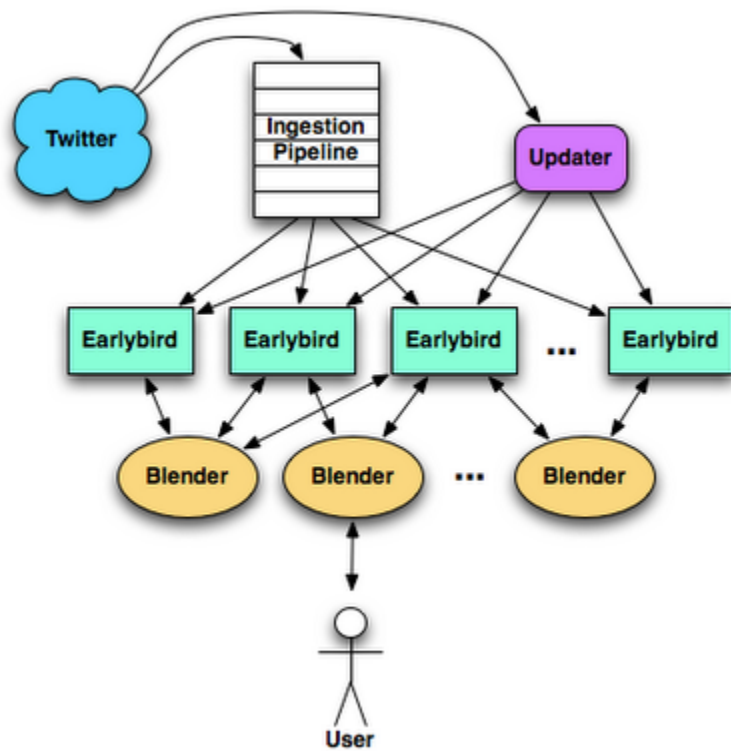 Twitter
Ingestion
Pipeline
Updater
Earlybird
Earlybird
Earlybird
...
Earlybird
Blender
Blender
...
Blender
User